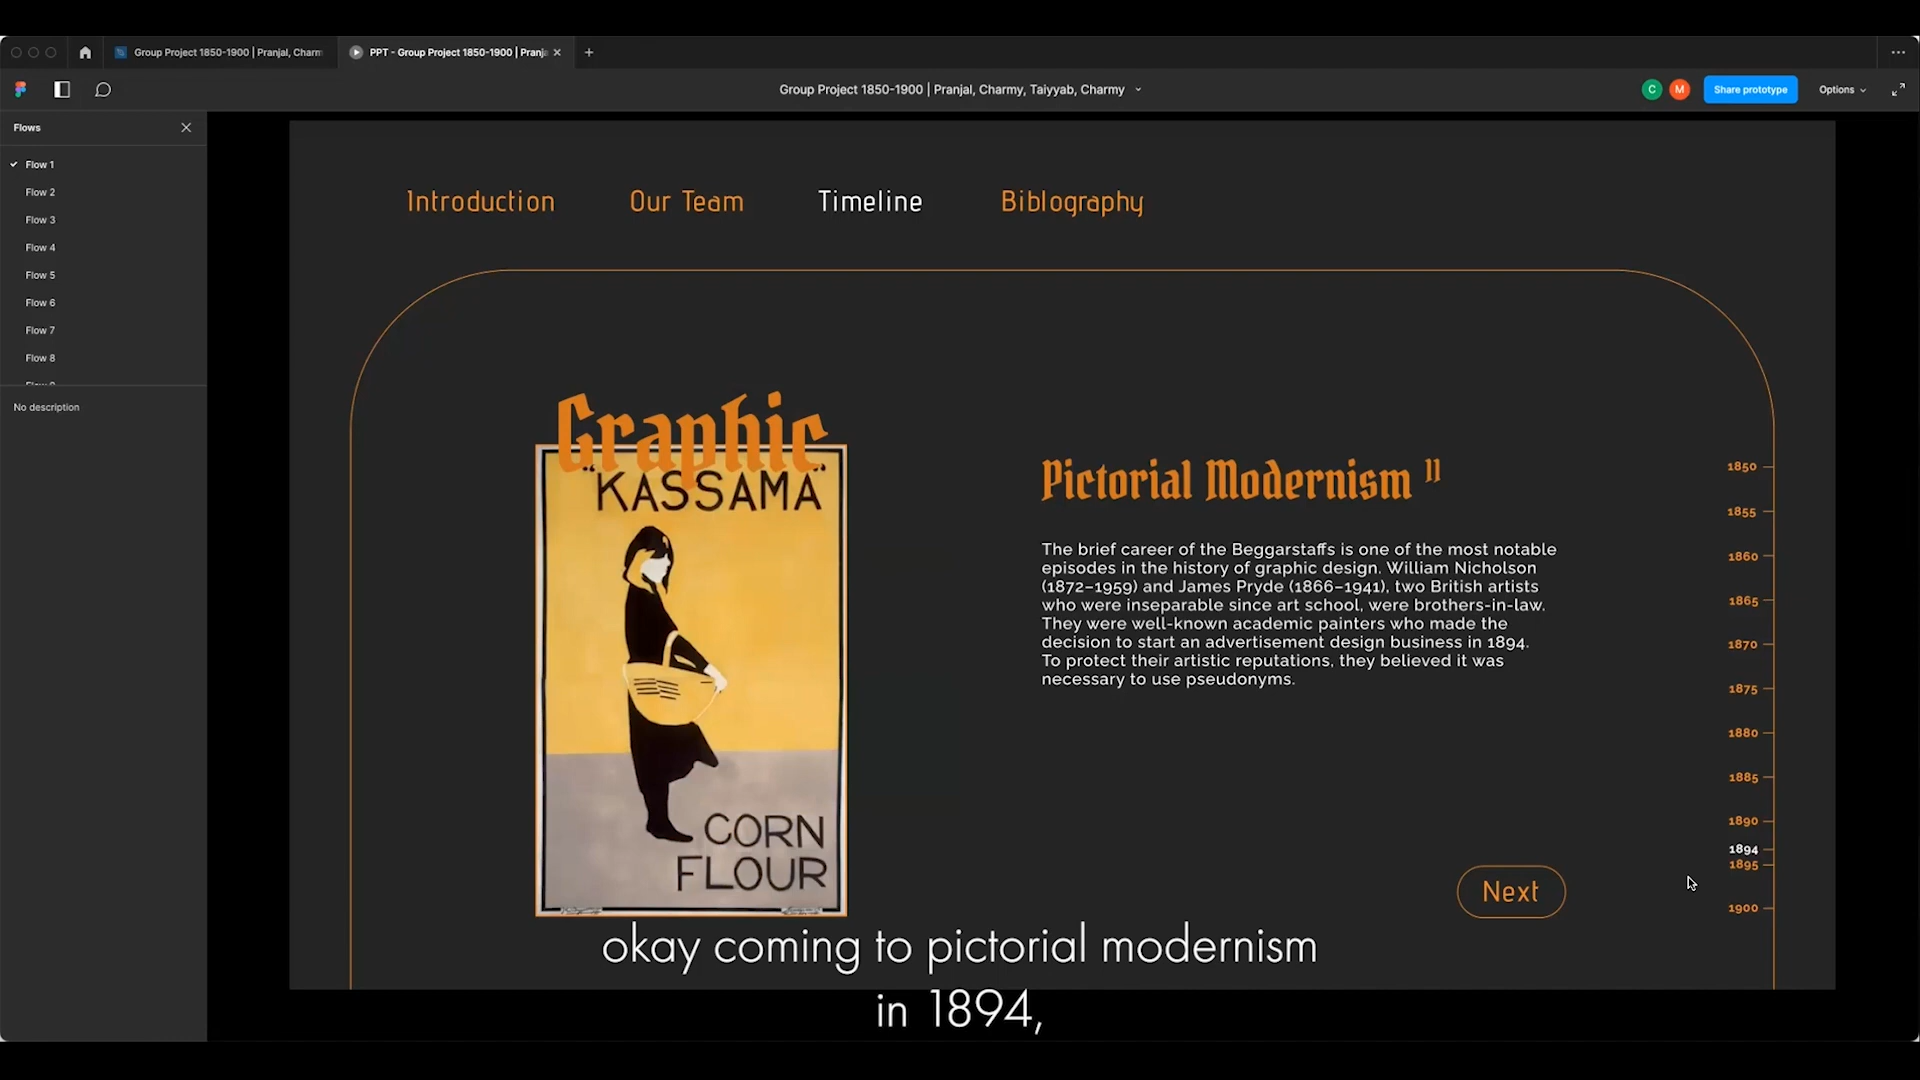 Group Project 1850-1900 | Pranjal, Charm
PPT - Group Project 1850-1900 | Pranja
Group Project 1850-1900 | Pranjal, Charmy, Taiyyab, Charmy
C
M
Share prototype
Options
Flows
Flow 1
Flow 2
Flow 3
Flow 4
Flow 5
Flow 6
Flow 7
Flow 8
No description
Introduction
Our Team
Timeline
Biblography
Graphic
"KASSAMA"
CORN
FLOUR
Pictorial Modernism 11
The brief career of the Beggarstaffs is one of the most notable
episodes in the history of graphic design. William Nicholson
(1872–1959) and James Pryde (1866–1941), two British artists
who were inseparable since art school, were brothers-in-law.
They were well-known academic painters who made the
decision to start an advertisement design business in 1894.
To protect their artistic reputations, they believed it was
necessary to use pseudonyms.
1850
1855
1860
1865
1870
1875
1880
1885
1890
1894
1895
1900
Next
okay coming to pictorial modernism
in 1894,